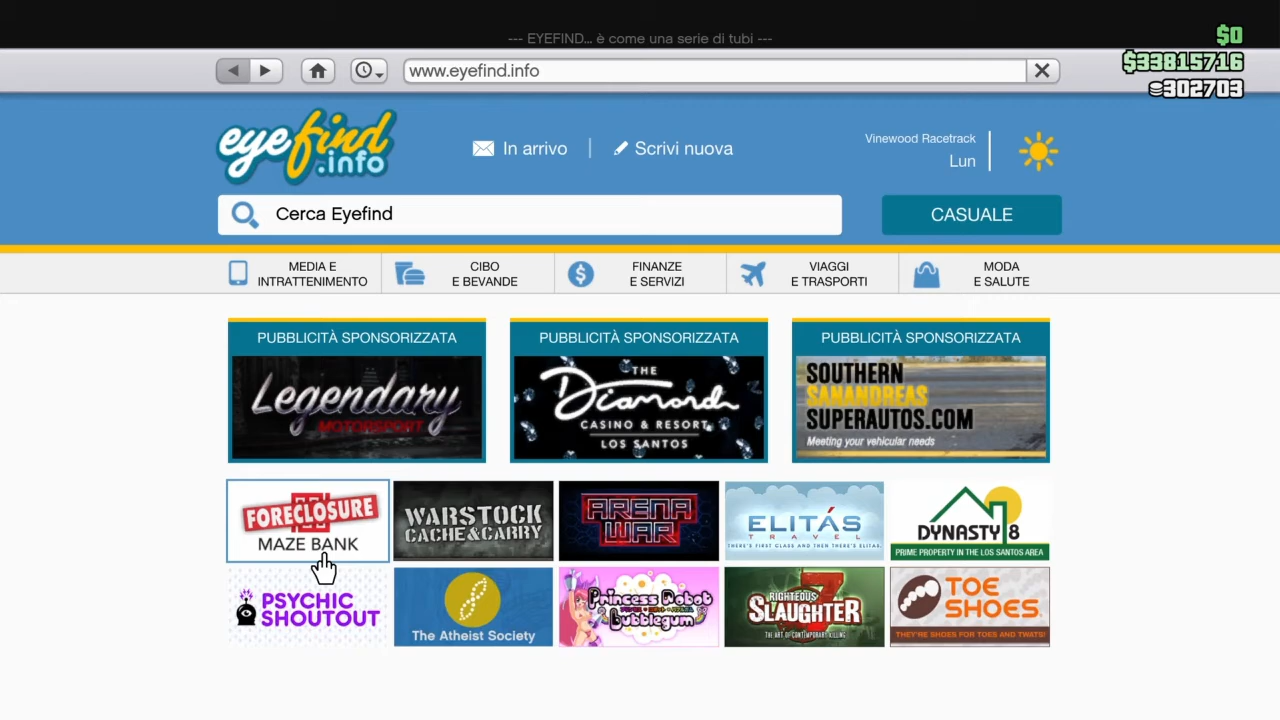 --- EYEFIND... è come una serie di tubi ---
$0
$33815716
302703
www.eyefind.info
eyefind
.info
In arrivo
Scrivi nuova
Vinewood Racetrack
Lun
Cerca Eyefind
CASUALE
MEDIA E
INTRATTENIMENTO
CIBO
E BEVANDE
FINANZE
E SERVIZI
VIAGGI
E TRASPORTI
MODA
E SALUTE
PUBBLICITÀ SPONSORIZZATA
Legendary
MOTORSPORT
PUBBLICITÀ SPONSORIZZATA
THE
Diamond
CASINO & RESORT
LOS SANTOS
PUBBLICITÀ SPONSORIZZATA
SOUTHERN
SANANDREAS
SUPERAUTOS.COM
Meeting your vehicular needs
FORECLOSURE
MAZE BANK
WARSTOCK
CACHE & CARRY
ARENA
WAR
ELITÁS
TRAVEL
THERE'S FIRST CLASS AND THEN THERE'S ELITAS.
DYNASTY 8
PRIME PROPERTY IN THE LOS SANTOS AREA
PSYCHIC
SHOUTOUT
The Atheist Society
Princess Robot
Bubblegum
RIGHTEOUS
SLAUGHTER
7
THE ART OF CONTEMPORARY KILLING
TOE
SHOES
THEY'RE SHOES FOR TOES AND TWATS!